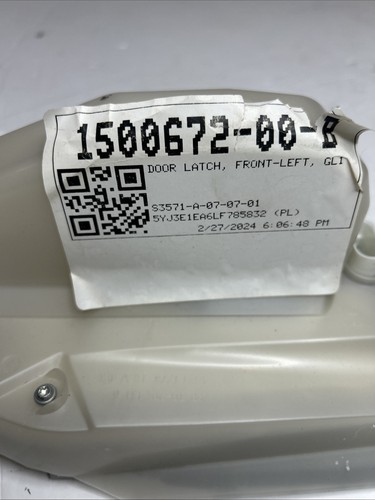 1500672-00-B
DOOR LATCH, FRONT-LEFT, GLI
S3571-A-07-07-01
5YJ3E1EA6LF785832 (PL)
2/27/2024 6:06:48 PM